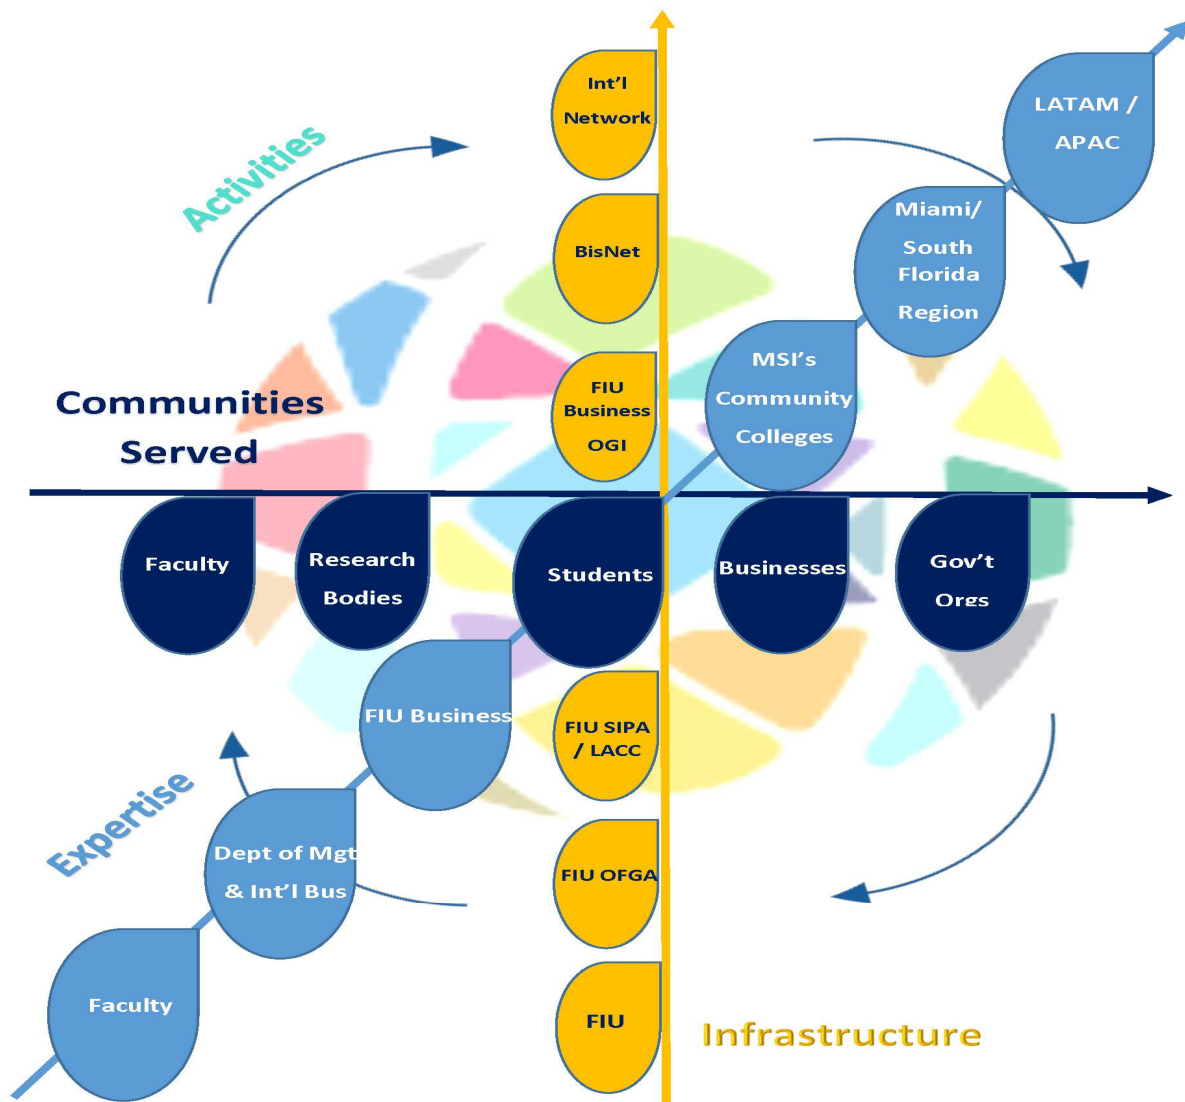 Int'l
Network
LATAM /
APAC
Activities
Miami/
South
Florida
Region
BisNet
MSI's
Community
Colleges
FIU
Business
OGI
Communities
Served
Faculty
Research
Bodies
Students
Businesses
Gov't
Orgs
FIU Business
FIU SIPA
/ LACC
Expertise
Dept of Mgt
& Int'l Bus
FIU OFGA
Faculty
FIU
Infrastructure